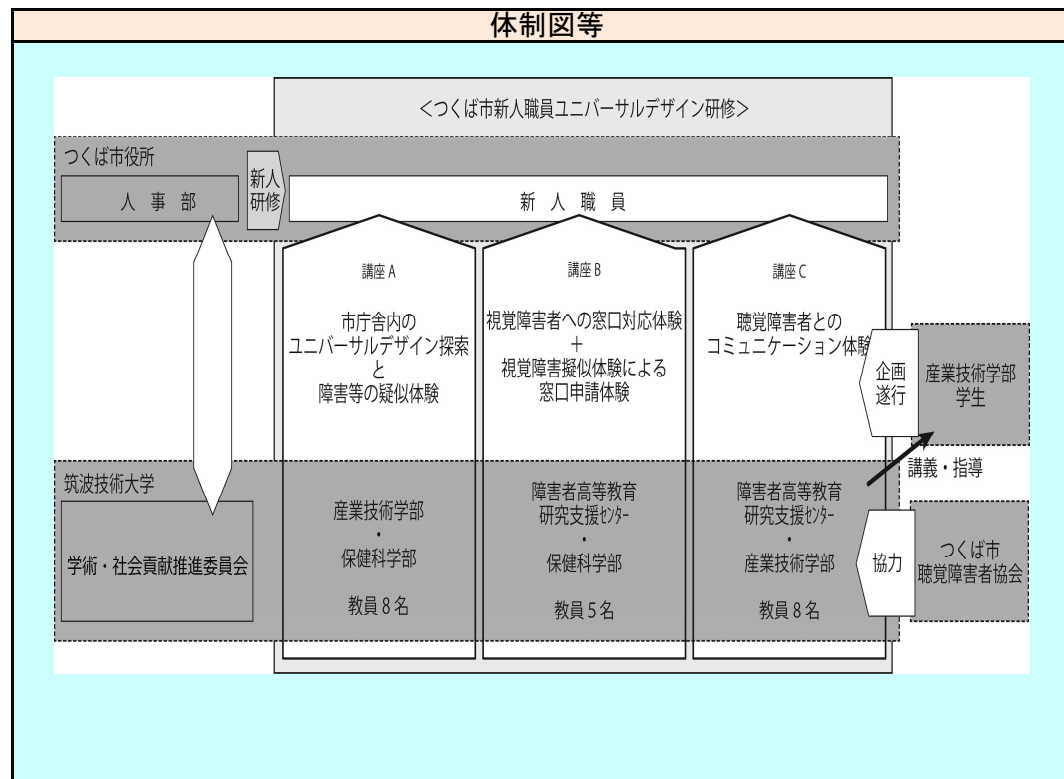 体制図等
＜つくば市新人職員ユニバーサルデザイン研修＞
つくば市役所
人　事　部
新人
研修
新　人　職　員
講座 A
市庁舎内の
ユニバーサルデザイン探索
と
障害等の疑似体験
講座 B
視覚障害者への窓口対応体験
＋
視覚障害擬似体験による
窓口申請体験
講座 C
聴覚障害者との
コミュニケーション体験
企画
遂行
産業技術学部
学生
講義・指導
筑波技術大学
学術・社会貢献推進委員会
産業技術学部
・
保健科学部
教員８名
障害者高等教育
研究支援センター
・
保健科学部
教員５名
障害者高等教育
研究支援センター
・
産業技術学部
教員８名
協力
つくば市
聴覚障害者協会